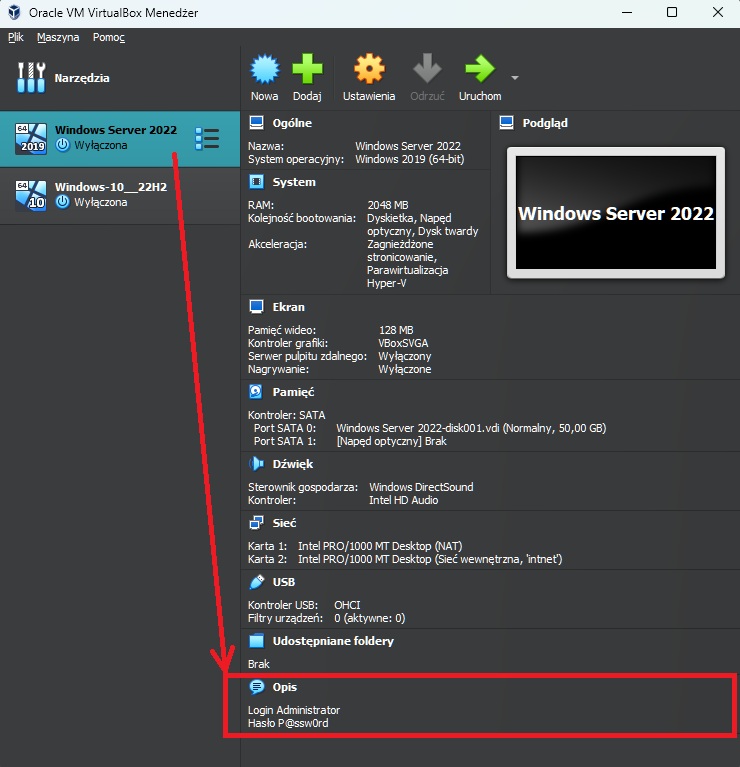 Oracle VM VirtualBox Menedżer
Plik Maszyna Pomoc
Narzędzia
Nowa Dodaj Ustawienia Odrzuć Uruchom
64
2019
Windows Server 2022
Wyłączona
64
10
Windows-10__22H2
Wyłączona
Ogólne
Nazwa: Windows Server 2022
System operacyjny: Windows 2019 (64-bit)
System
RAM: 2048 MB
Kolejność bootowania: Dyskietka, Napęd
optyczny, Dysk twardy
Akceleracja: Zagnieżdżone
stronicowanie,
Parawirtualizacja
Hyper-V
Podgląd
Windows Server 2022
Ekran
Pamięć wideo: 128 MB
Kontroler grafiki: VBoxSVGA
Serwer pulpitu zdalnego: Wyłączony
Nagrywanie: Wyłączone
Pamięć
Kontroler: SATA
Port SATA 0: Windows Server 2022-disk001.vdi (Normalny, 50,00 GB)
Port SATA 1: [Napęd optyczny] Brak
Dźwięk
Sterownik gospodarza: Windows DirectSound
Kontroler: Intel HD Audio
Sieć
Karta 1: Intel PRO/1000 MT Desktop (NAT)
Karta 2: Intel PRO/1000 MT Desktop (Sieć wewnętrzna, 'intnet')
USB
Kontroler USB: OHCI
Filtry urządzeń: 0 (aktywne: 0)
Udostępniane foldery
Brak
Opis
Login Administrator
Hasło P@ssw0rd